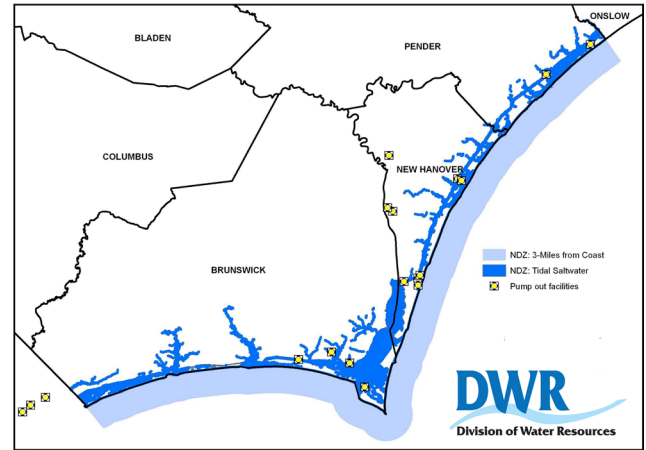 ONSLOW
BLADEN
PENDER
COLUMBUS
NEW HANOVER
BRUNSWICK
NDZ: 3-Miles from Coast
NDZ: Tidal Saltwater
Pump out facilities
DWR
Division of Water Resources